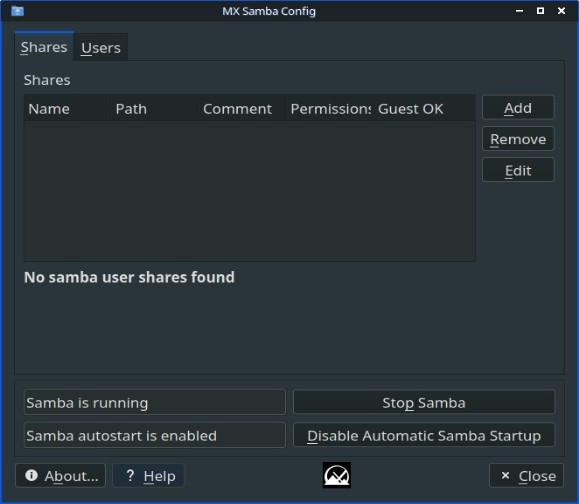 MX Samba Config
Shares Users
Shares
Name Path Comment Permissions Guest OK
Add
Remove
Edit
No samba user shares found
Samba is running
Stop Samba
Samba autostart is enabled
Disable Automatic Samba Startup
About... ? Help
Close